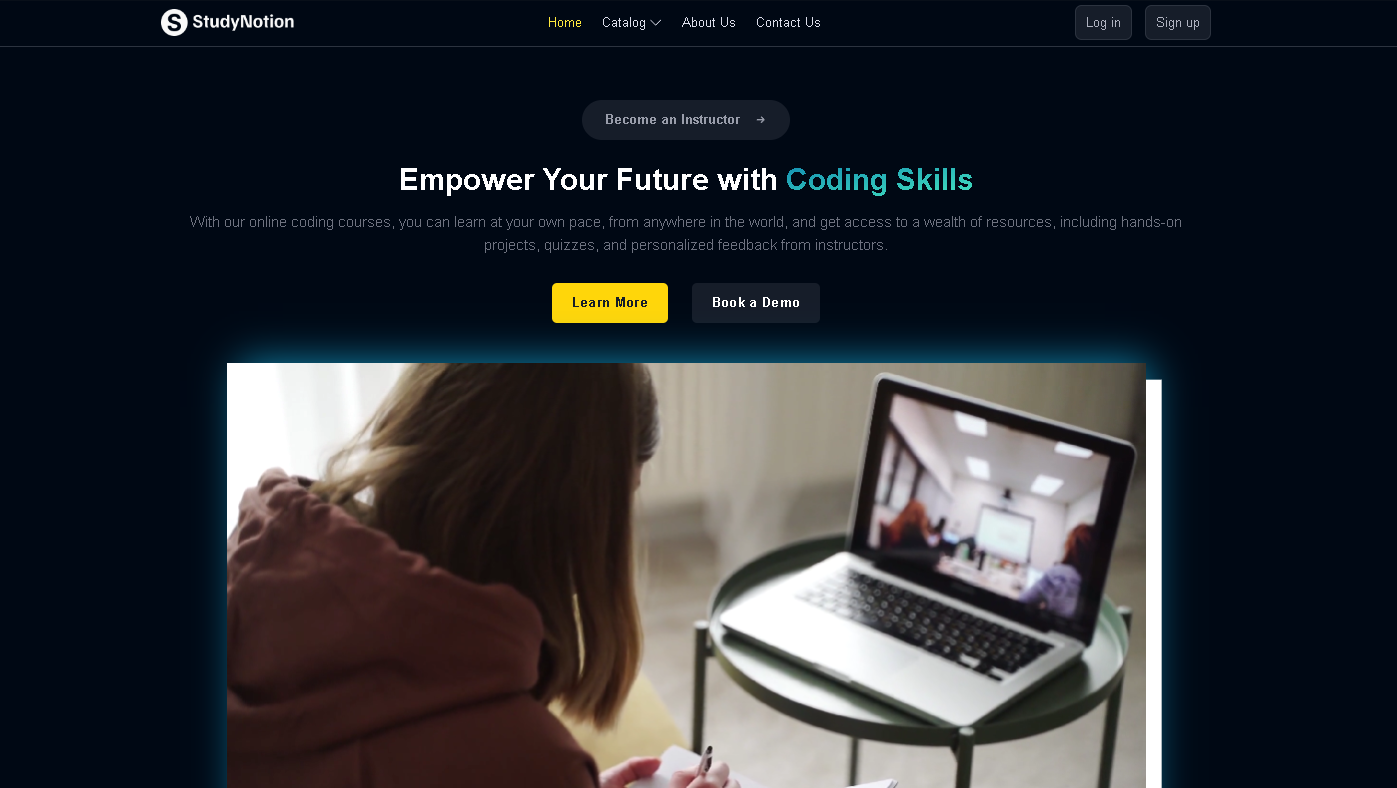 S StudyNotion
Home Catalog About Us Contact Us
Log in Sign up
Become an Instructor →
Empower Your Future with Coding Skills
With our online coding courses, you can learn at your own pace, from anywhere in the world, and get access to a wealth of resources, including hands-on
projects, quizzes, and personalized feedback from instructors.
Learn More Book a Demo